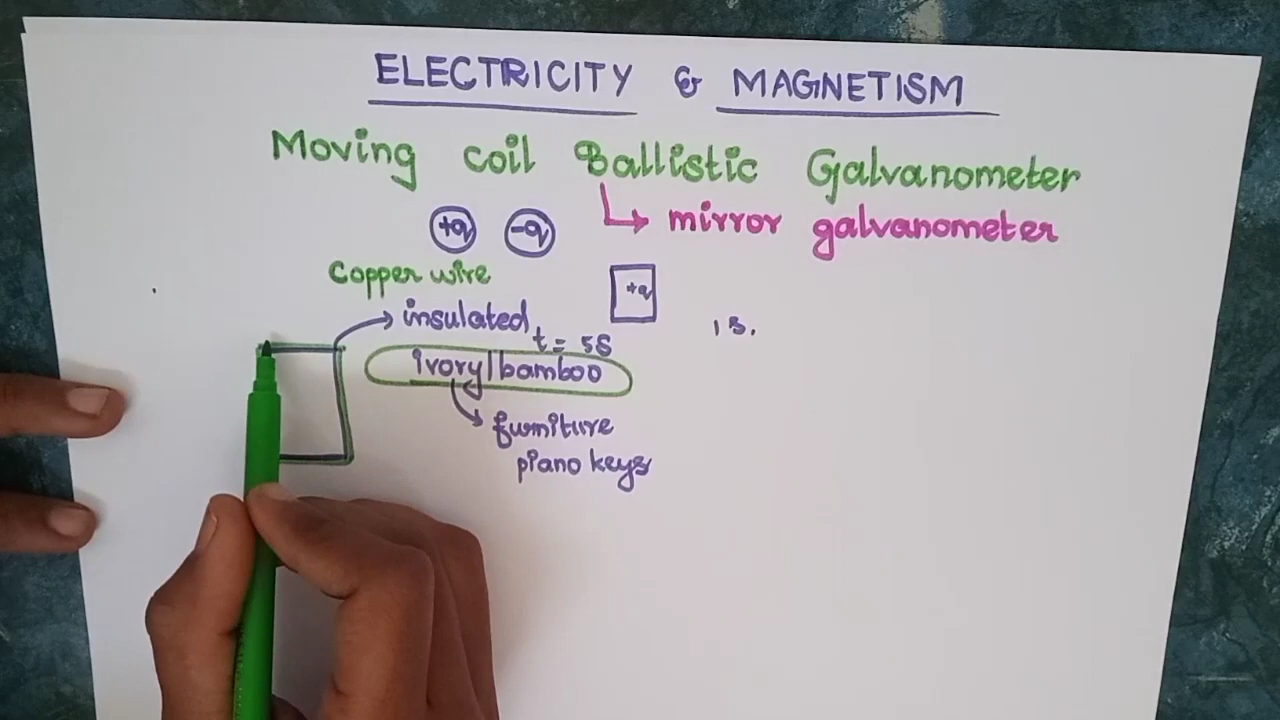 ELECTRICITY & MAGNETISM
Moving coil Ballistic Galvanometer
mirror galvanometer
+q -q
Copper wire
+q
insulated
1 s.
t = 5s
ivory/bamboo
furniture
piano keys